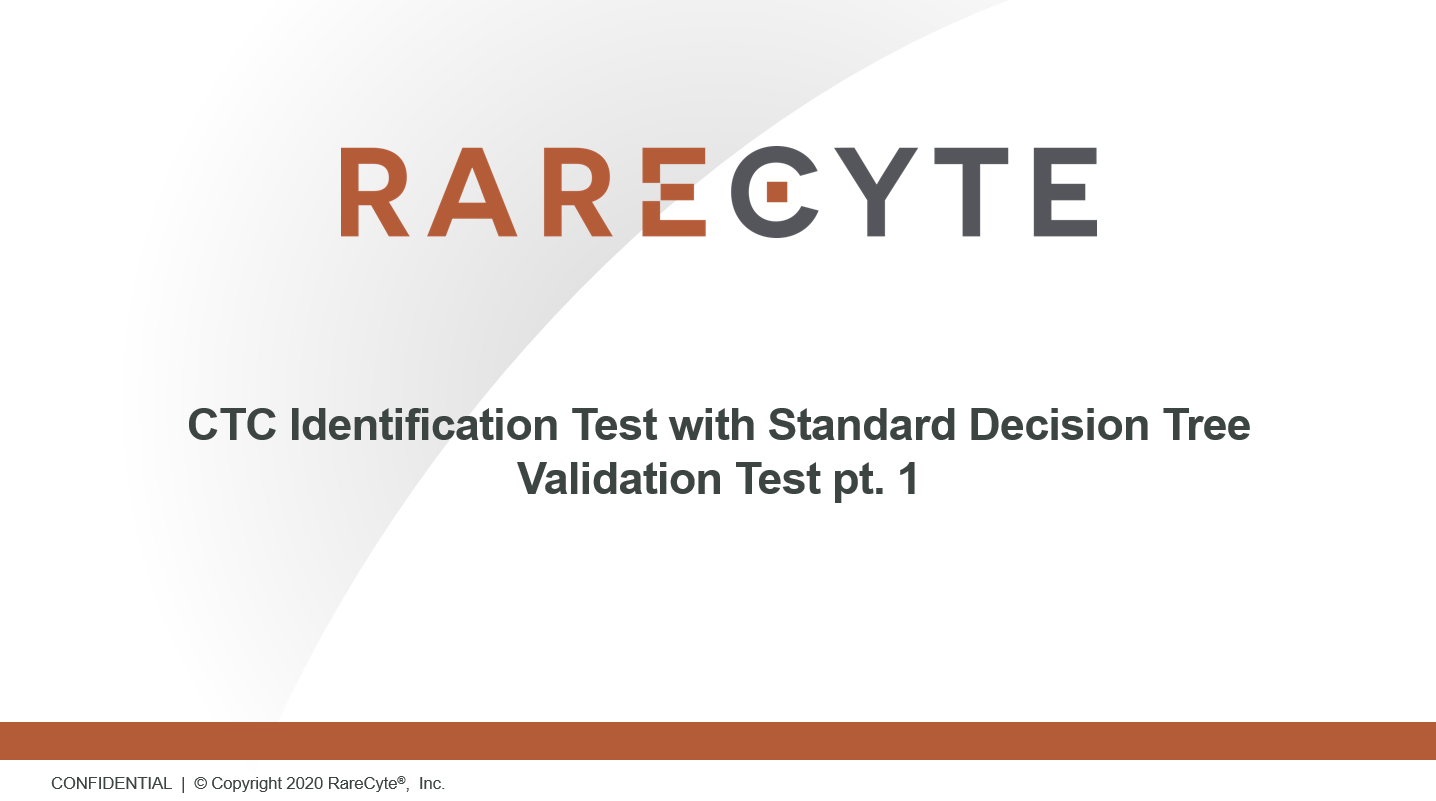 RARECYTE
CTC Identification Test with Standard Decision Tree
Validation Test pt. 1
CONFIDENTIAL | © Copyright 2020 RareCyte®, Inc.